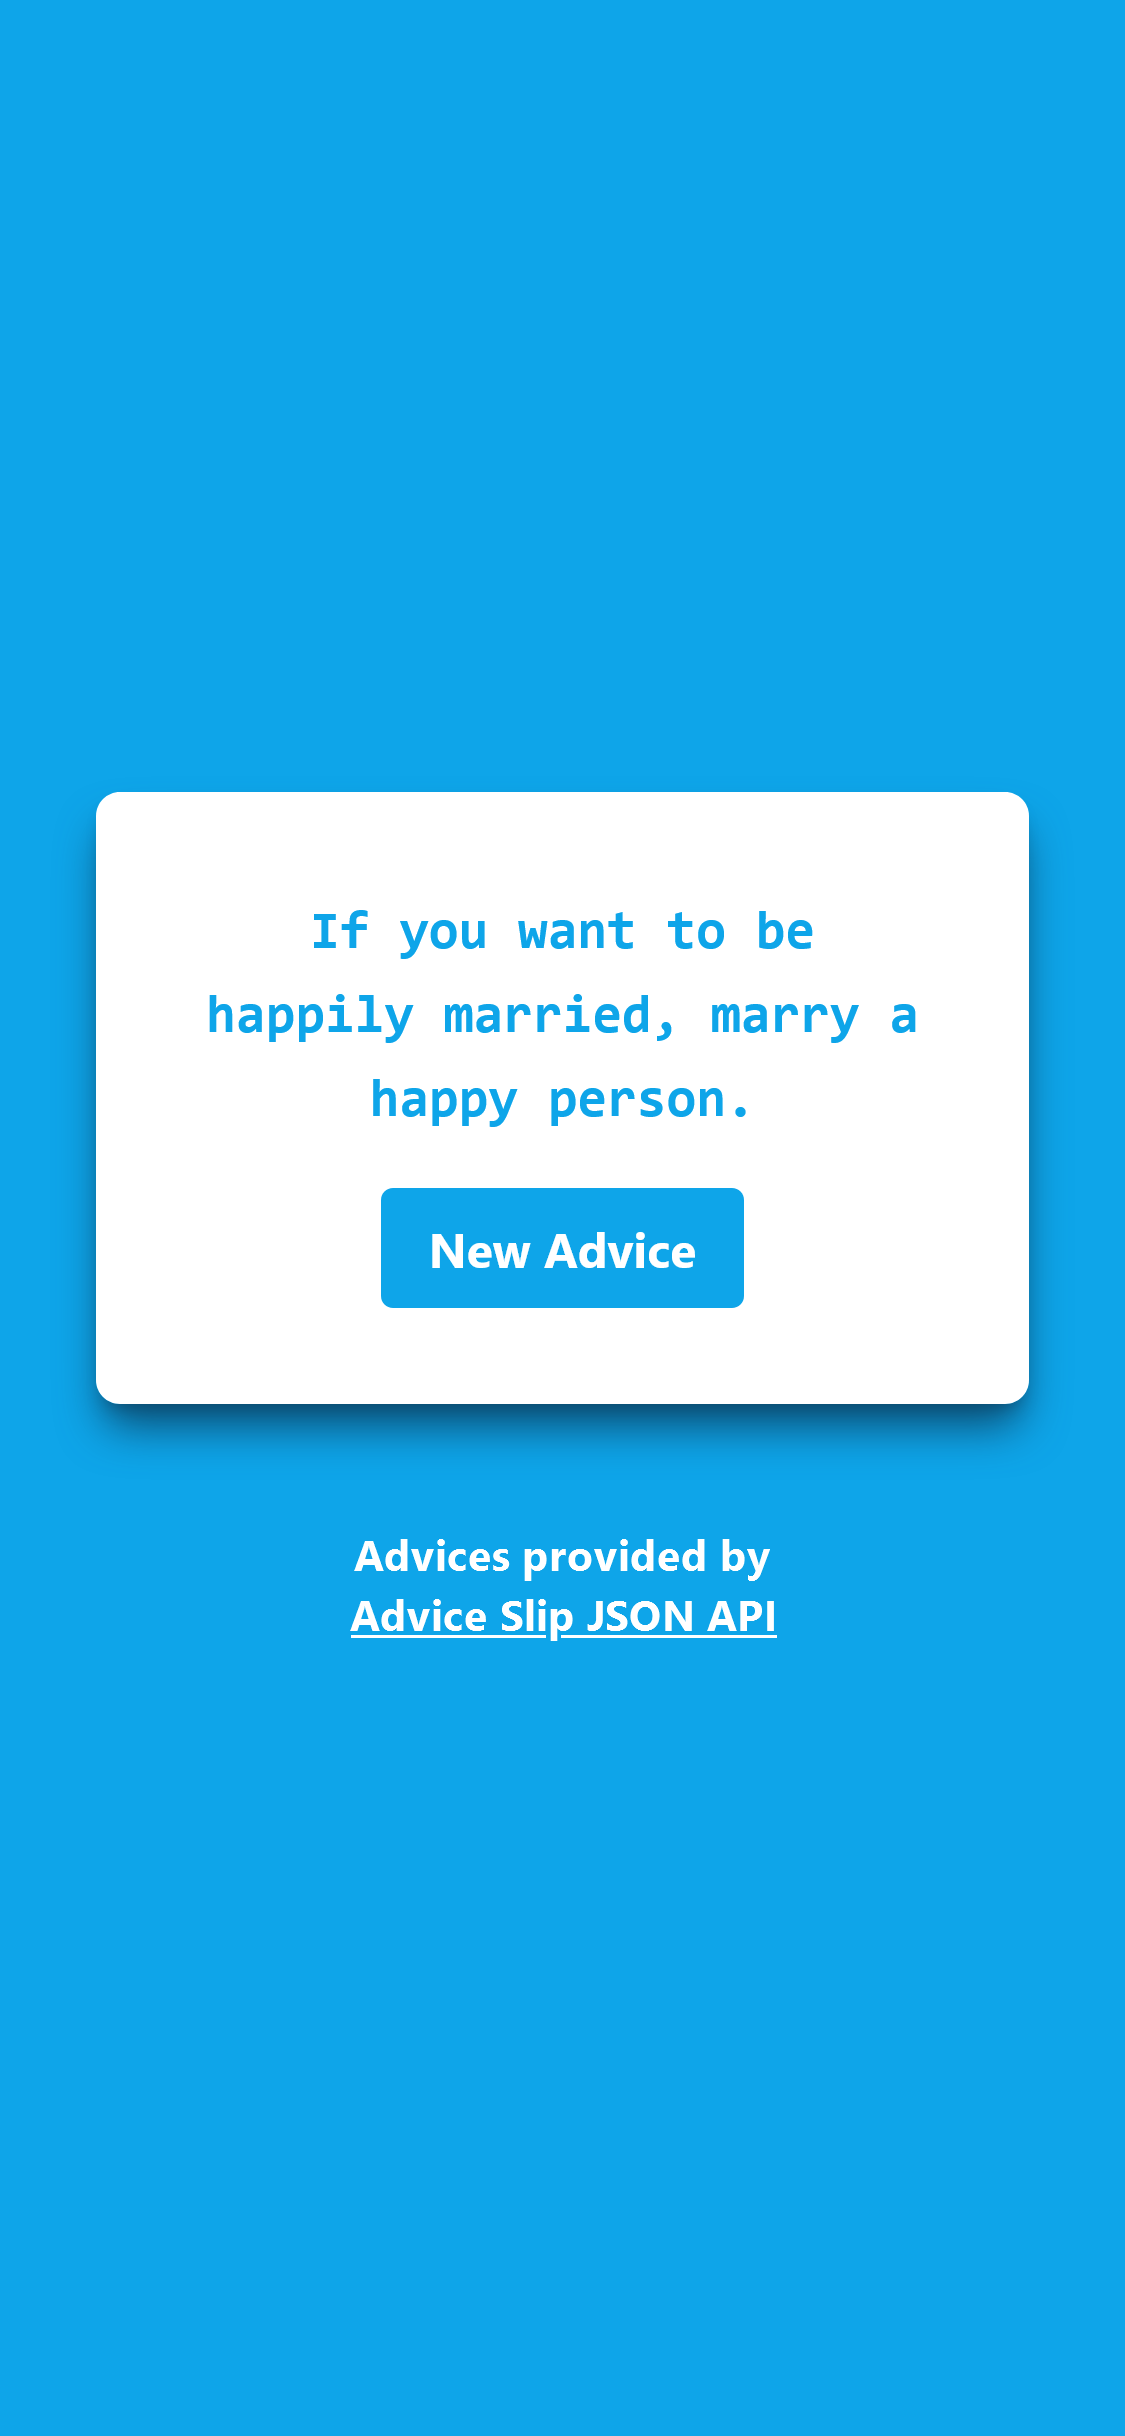 If you want to be
happily married, marry a
happy person.
New Advice
Advices provided by
Advice Slip JSON API